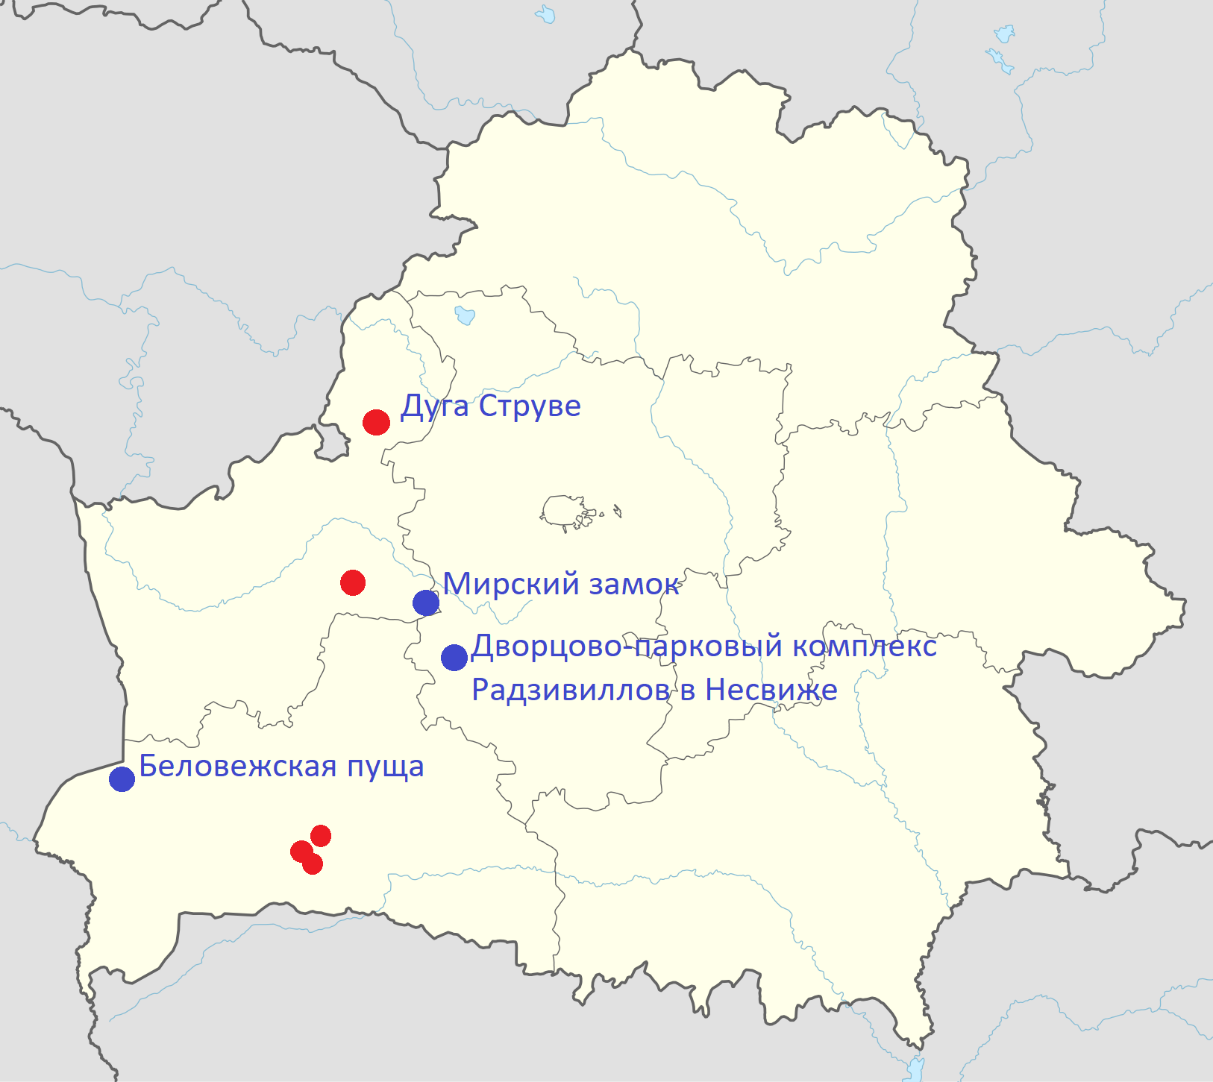 Дуга Струве
Мирский замок
Дворцово-парковый комплекс
Радзивиллов в Несвиже
Беловежская пуща